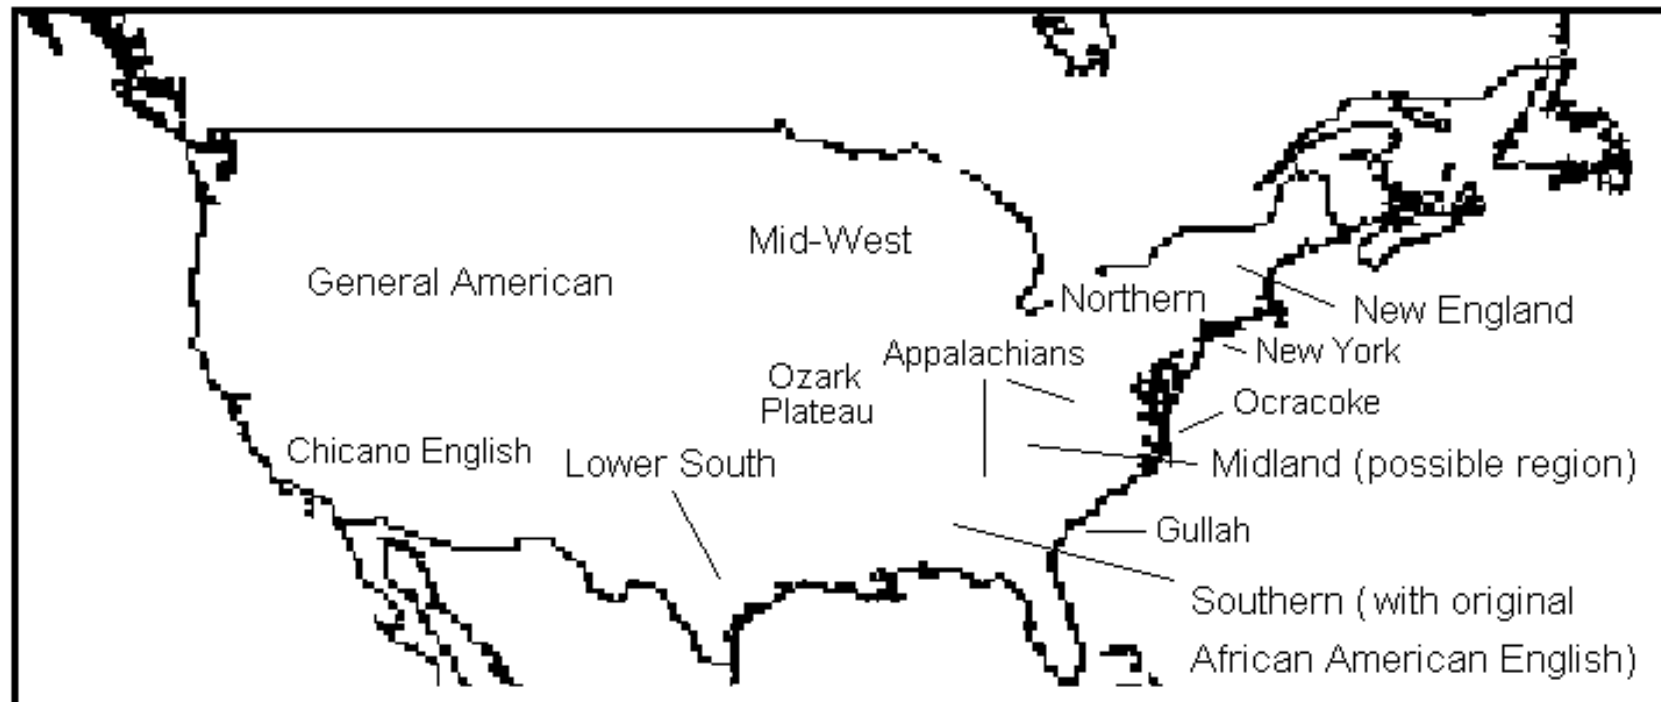 Mid-West
General American
Northern
New England
New York
Appalachians
Ozark
Plateau
Ocracoke
Chicano English
Lower South
Midland (possible region)
Gullah
Southern (with original
African American English)